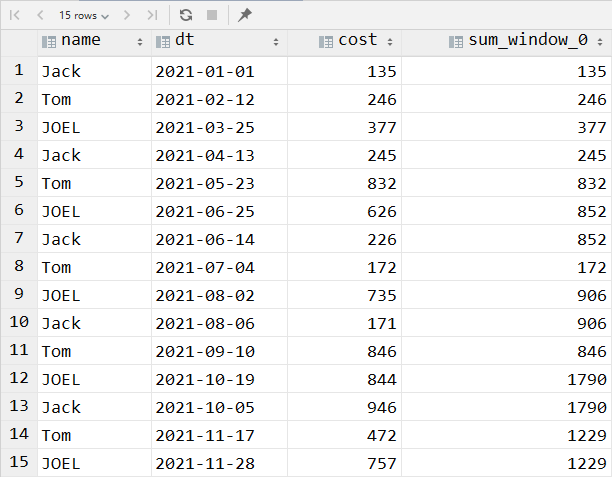 15 rows
name dt cost sum_window_0
1 Jack 2021-01-01 135 135
2 Tom 2021-02-12 246 246
3 JOEL 2021-03-25 377 377
4 Jack 2021-04-13 245 245
5 Tom 2021-05-23 832 832
6 JOEL 2021-06-25 626 852
7 Jack 2021-06-14 226 852
8 Tom 2021-07-04 172 172
9 JOEL 2021-08-02 735 906
10 Jack 2021-08-06 171 906
11 Tom 2021-09-10 846 846
12 JOEL 2021-10-19 844 1790
13 Jack 2021-10-05 946 1790
14 Tom 2021-11-17 472 1229
15 JOEL 2021-11-28 757 1229